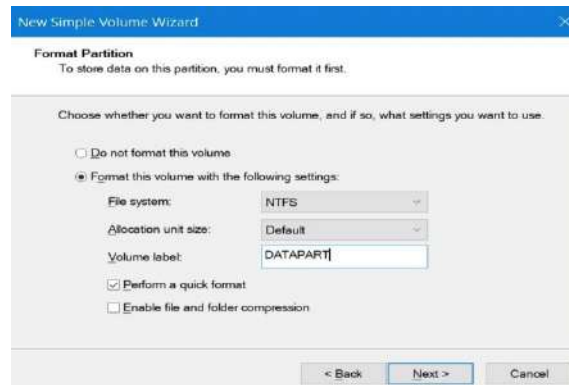 New Simple Volume Wizard
Format Partition
To store data on this partition, you must format it first.
Choose whether you want to format this volume, and if so, what settings you want to use.
Do not format this volume
Format this volume with the following settings:
File system: NTFS
Allocation unit size: Default
Volume label: DATAPART
Perform a quick format
Enable file and folder compression
< Back Next > Cancel